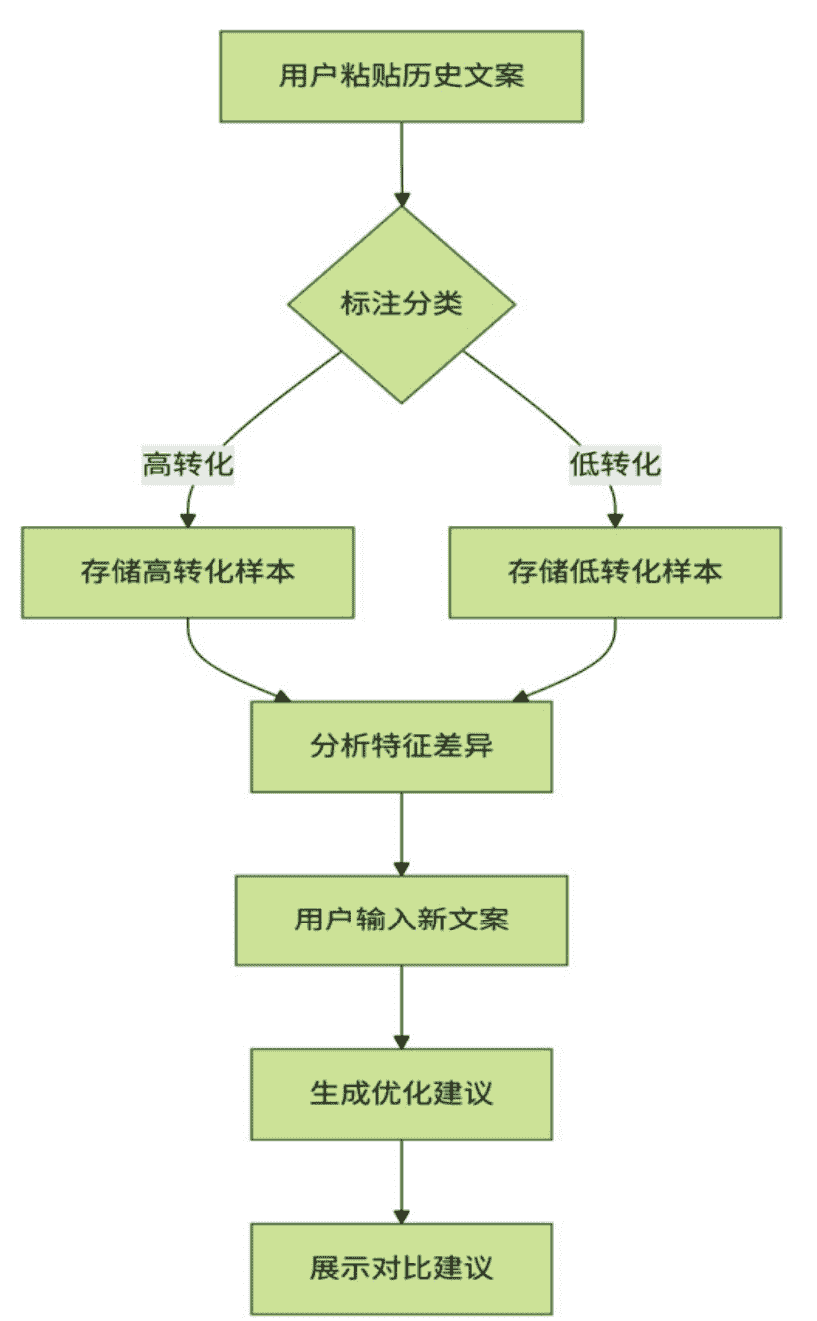 用户粘贴历史文案
标注分类
高转化
低转化
存储高转化样本
存储低转化样本
分析特征差异
用户输入新文案
生成优化建议
展示对比建议